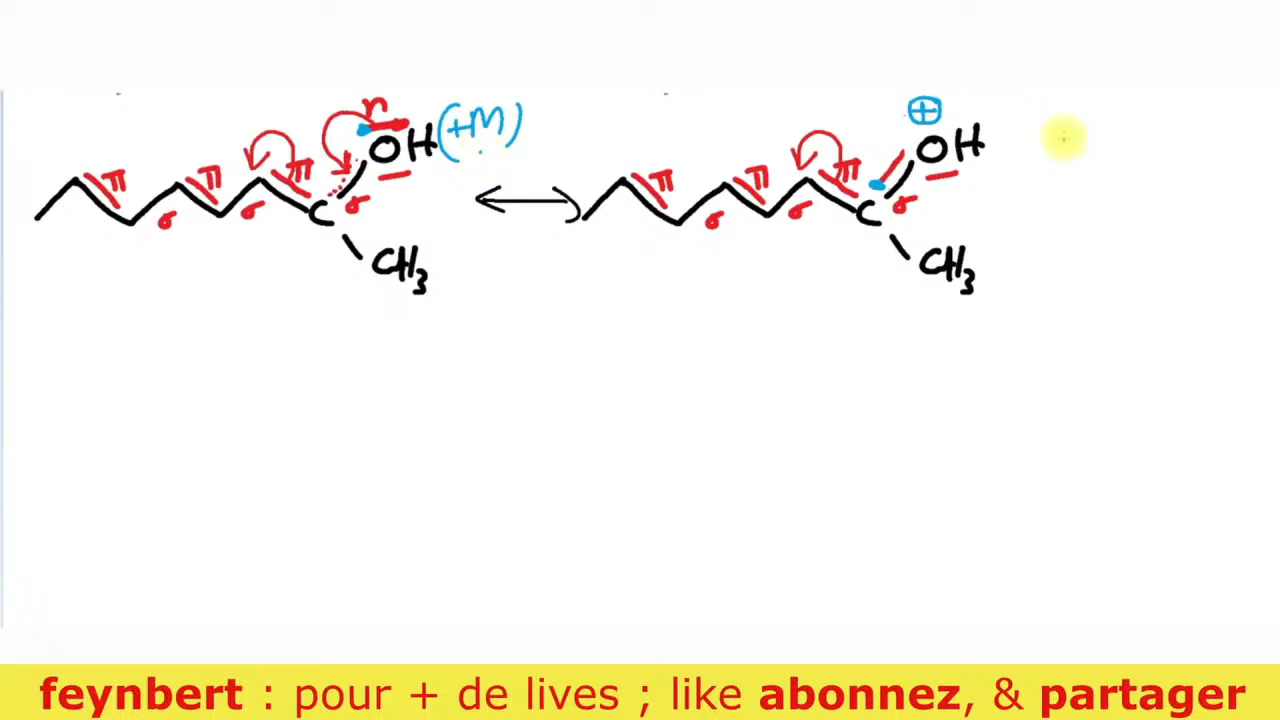 n
OH (+M)
π π π
σ σ C σ
CH3
⊕
OH
π π π
σ σ C σ
CH3
feynbert : pour + de lives ; like abonnez, & partager